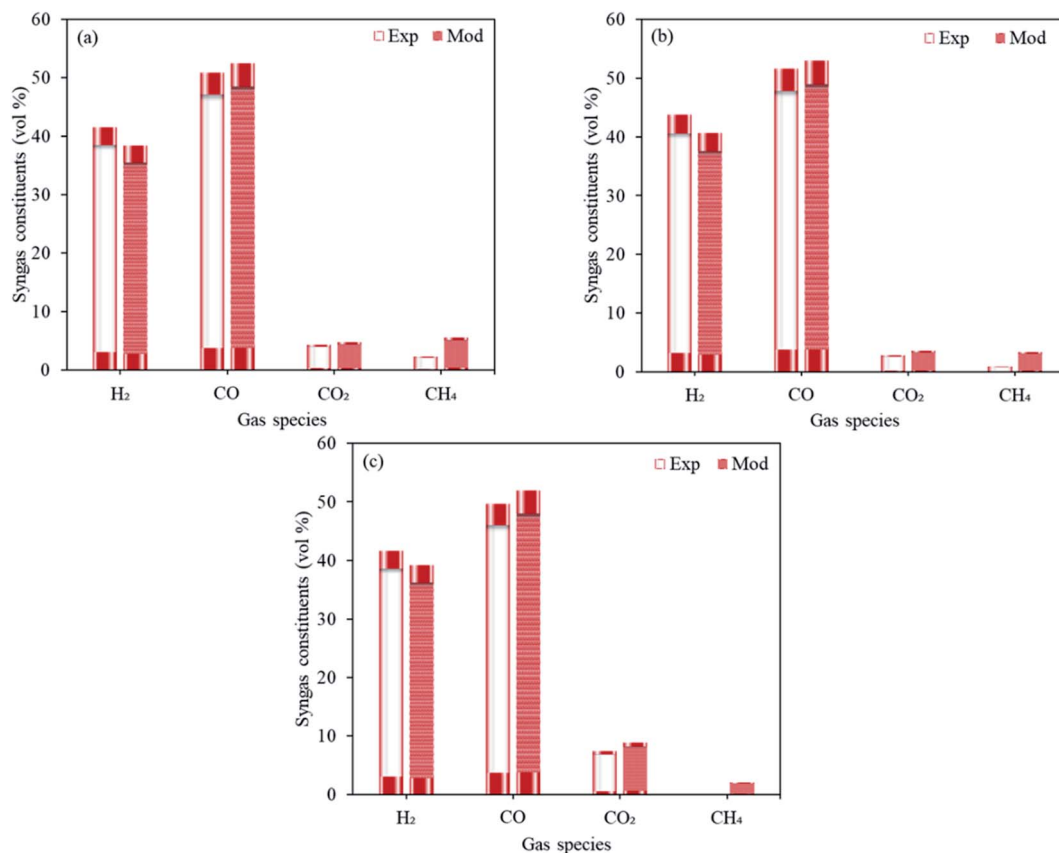 (a)
Exp Mod
60
50
40
30
20
10
0
Syngas constituents (vol %)
H₂ CO CO₂ CH₄
Gas species
(b)
Exp Mod
60
50
40
30
20
10
0
Syngas constituents (vol %)
H₂ CO CO₂ CH₄
Gas species
(c)
Exp Mod
60
50
40
30
20
10
0
Syngas constituents (vol %)
H₂ CO CO₂ CH₄
Gas species